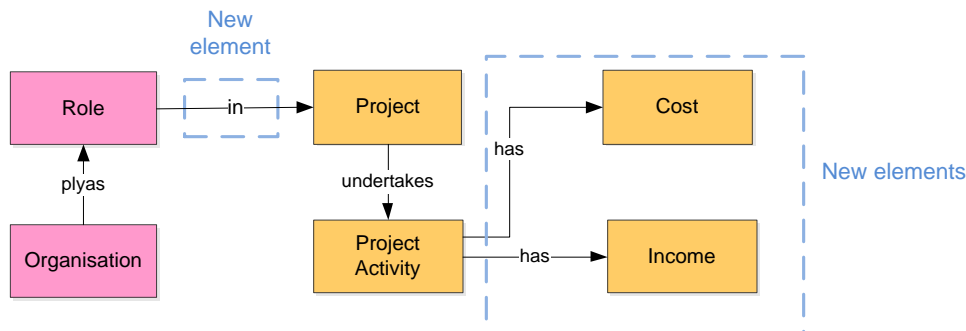 New
element
Role
in
Project
Cost
has
plyas
undertakes
New elements
Organisation
Project
Activity
has
Income